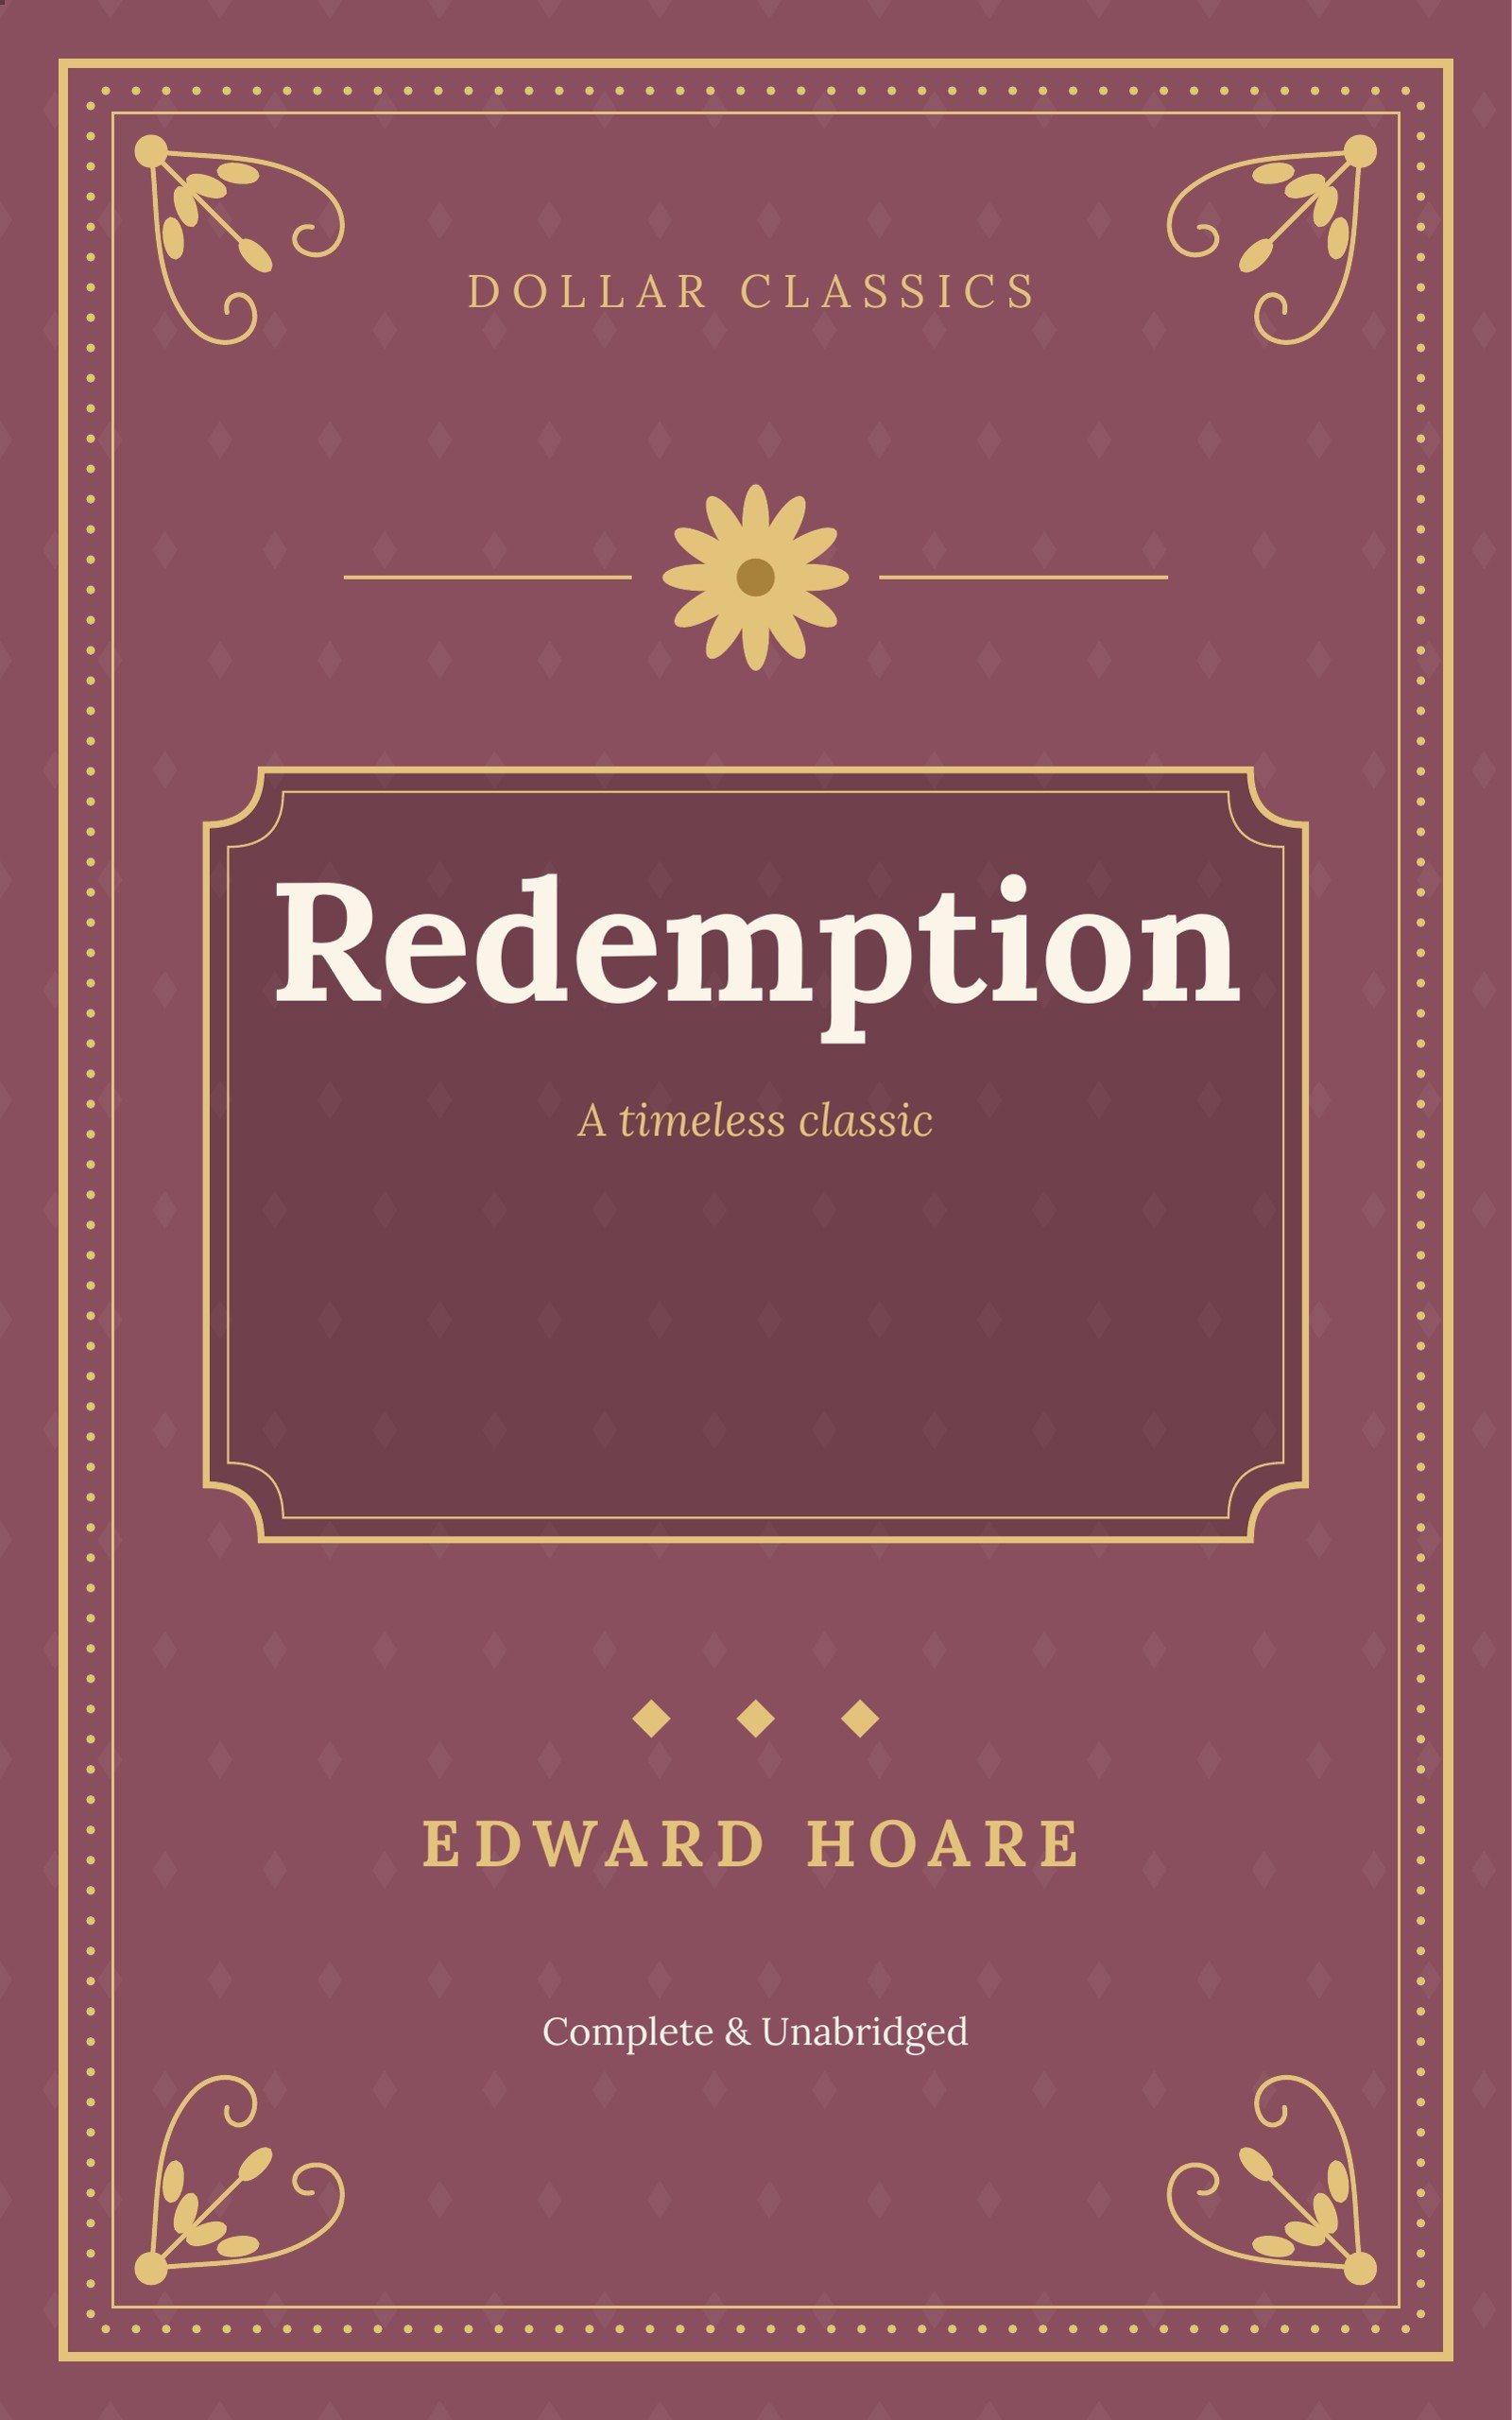 DOLLAR CLASSICS
Redemption
A timeless classic
EDWARD HOARE
Complete & Unabridged